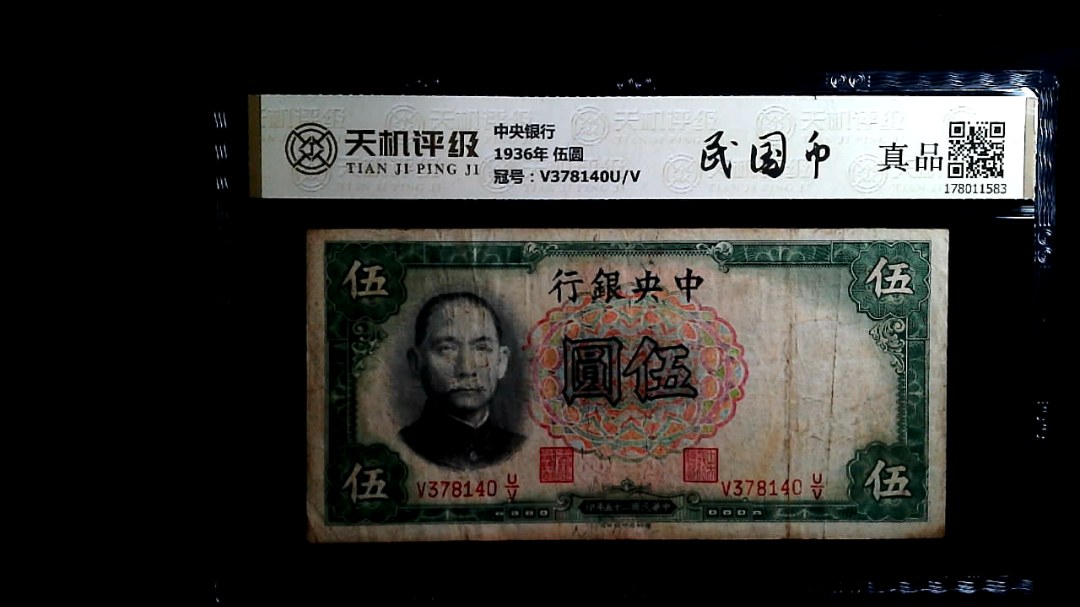 天机评级
TIAN JI PING JI
中央银行
1936年 伍圆
冠号：V378140U/V
民国币
真品
178011583
伍
行銀央中
伍
圓伍
伍
V378140 U/V
V378140 U/V
伍